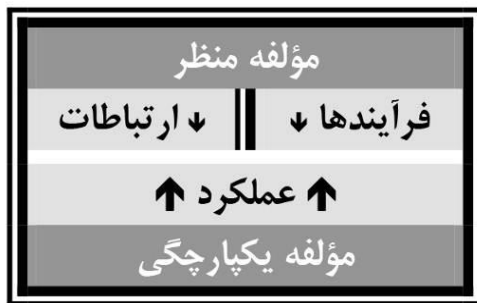 مؤلفه منظر
فرآیندها ↓ ‖ ↓ ارتباطات
↑ عملکرد ↑
مؤلفه یکپارچگی